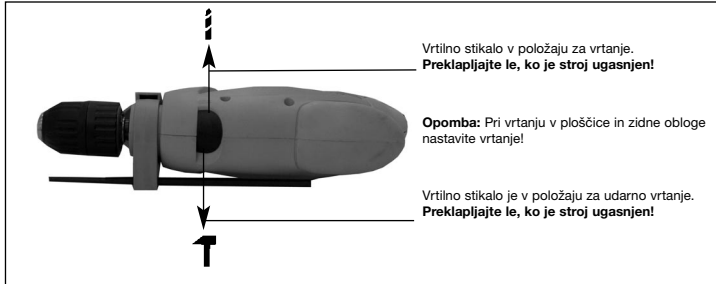 Vrtilno stikalo v položaju za vrtanje.
Preklapljajte le, ko je stroj ugasnjen!
Opomba: Pri vrtanju v ploščice in zidne obloge
nastavite vrtanje!
Vrtilno stikalo je v položaju za udarno vrtanje.
Preklapljajte le, ko je stroj ugasnjen!